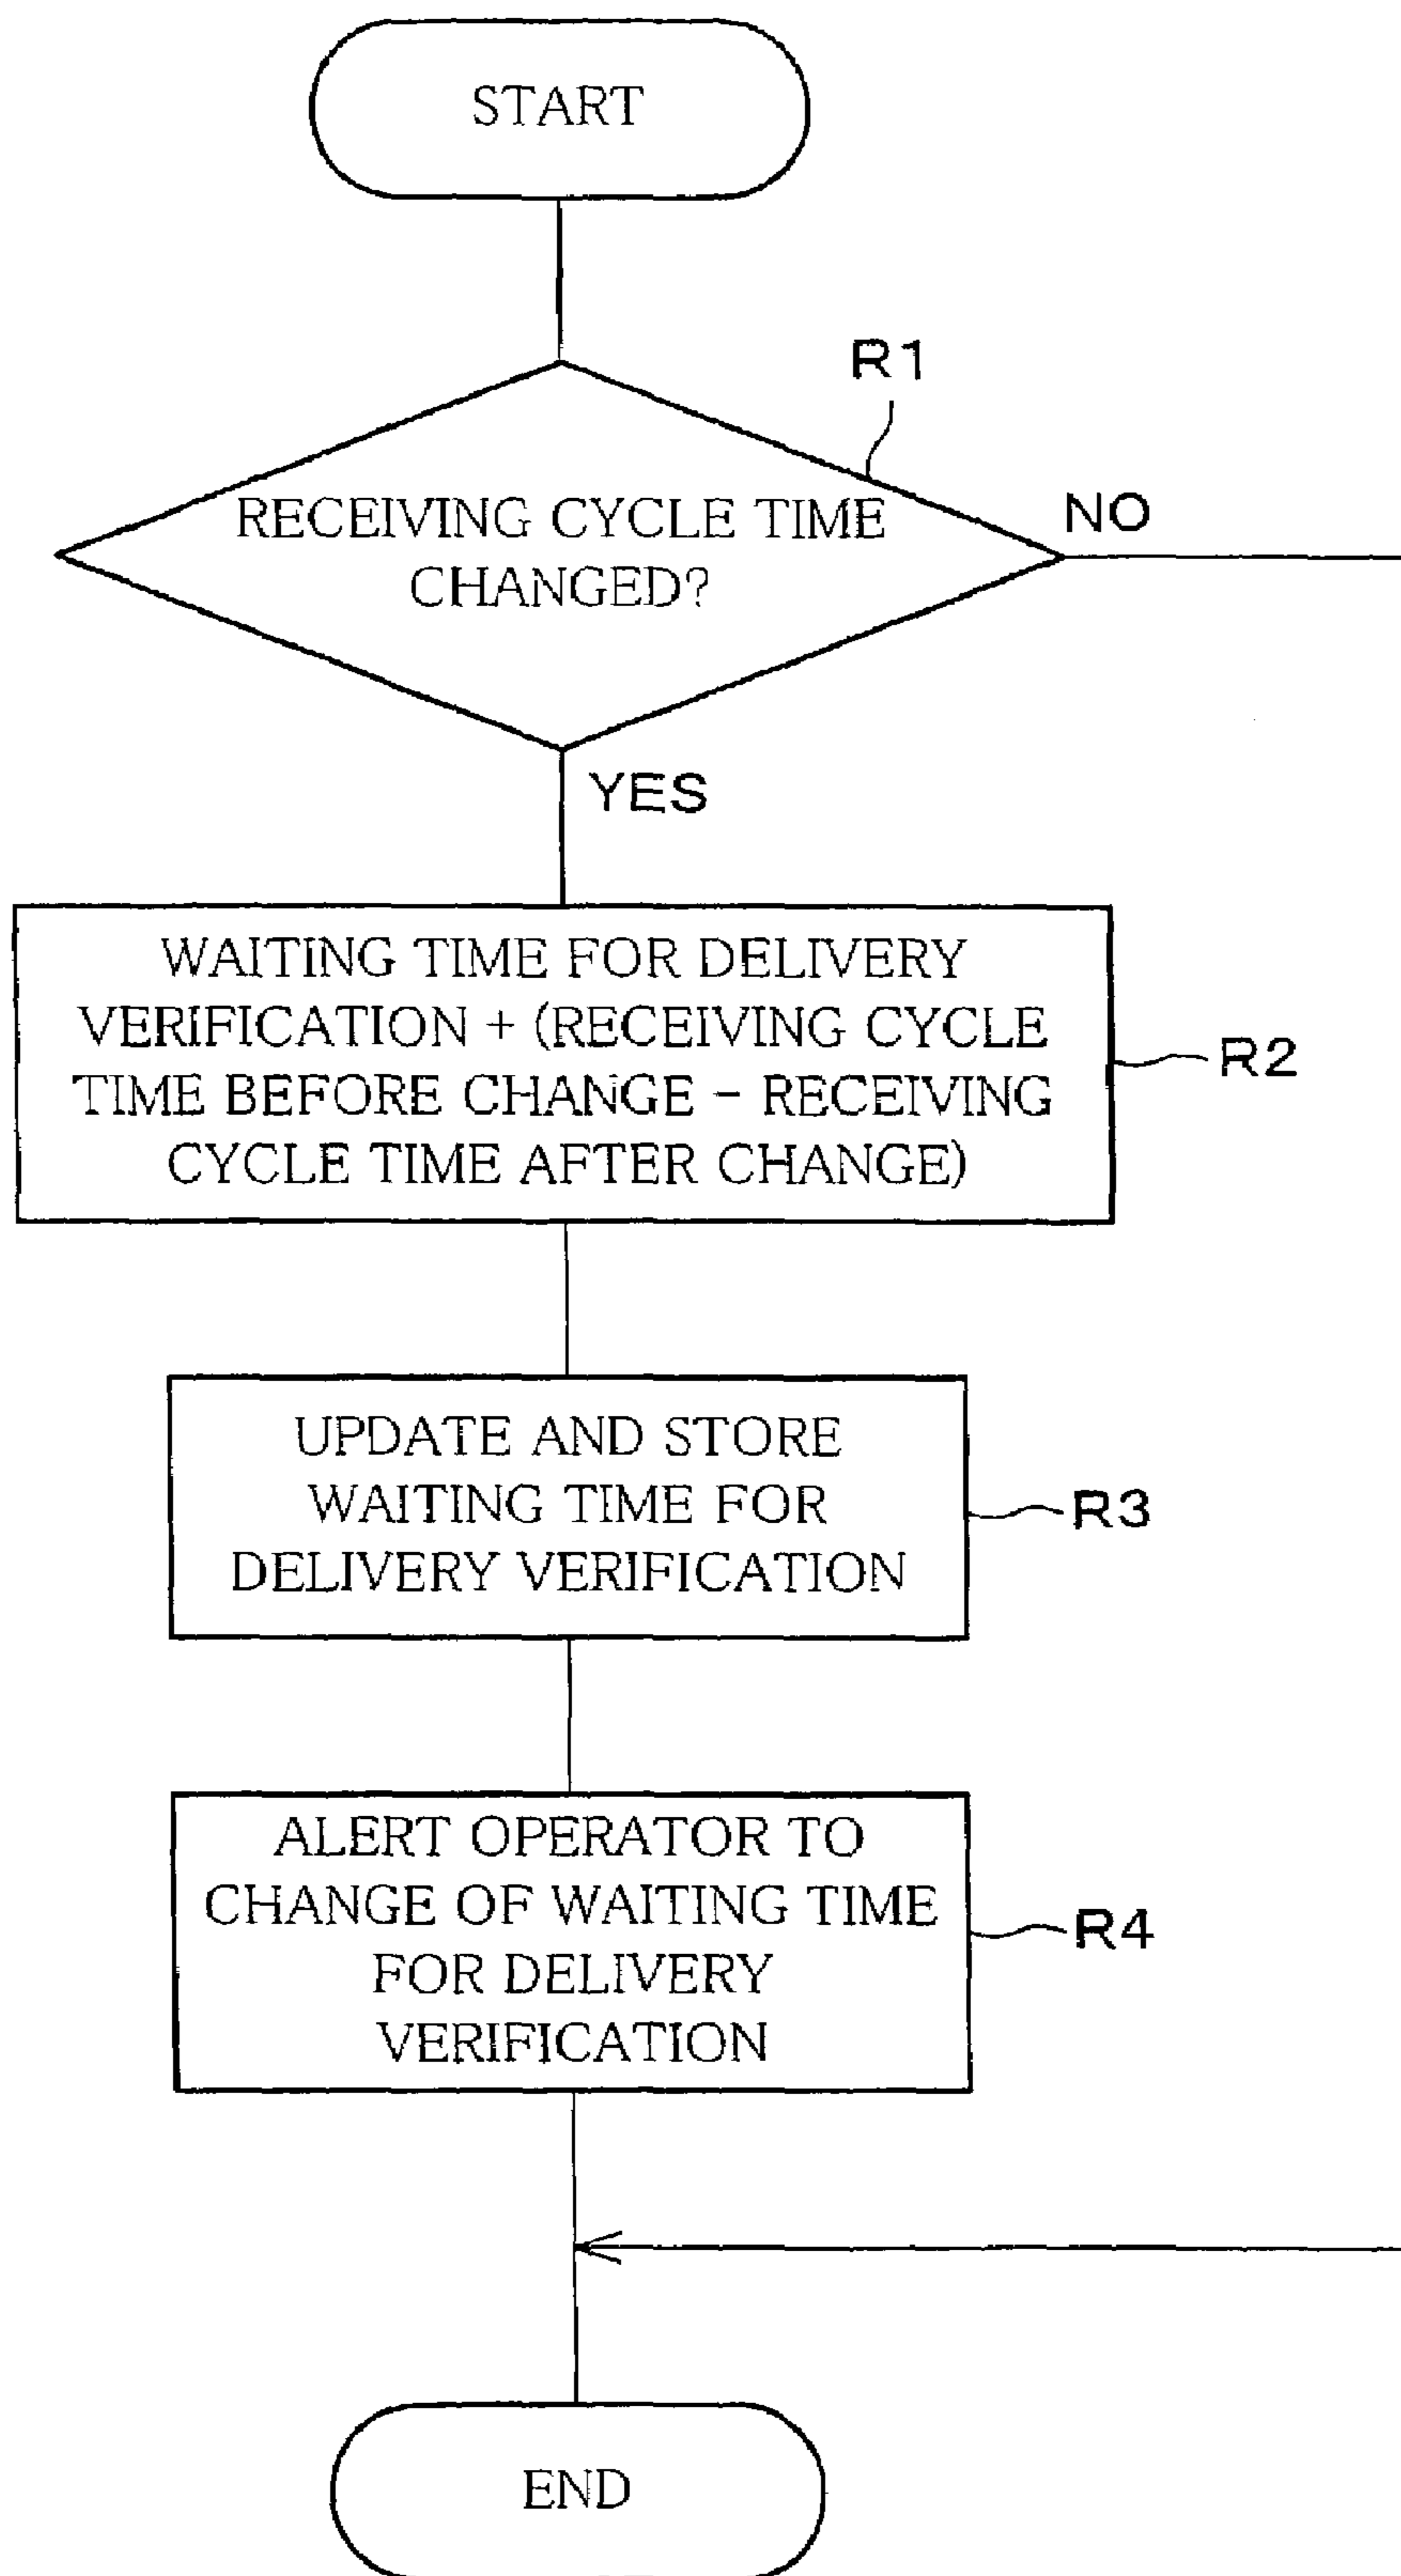 START
R1
RECEIVING CYCLE TIME
CHANGED?
NO
YES
WAITING TIME FOR DELIVERY
VERIFICATION + (RECEIVING CYCLE
TIME BEFORE CHANGE - RECEIVING
CYCLE TIME AFTER CHANGE)
R2
UPDATE AND STORE
WAITING TIME FOR
DELIVERY VERIFICATION
R3
ALERT OPERATOR TO
CHANGE OF WAITING TIME
FOR DELIVERY
VERIFICATION
R4
END